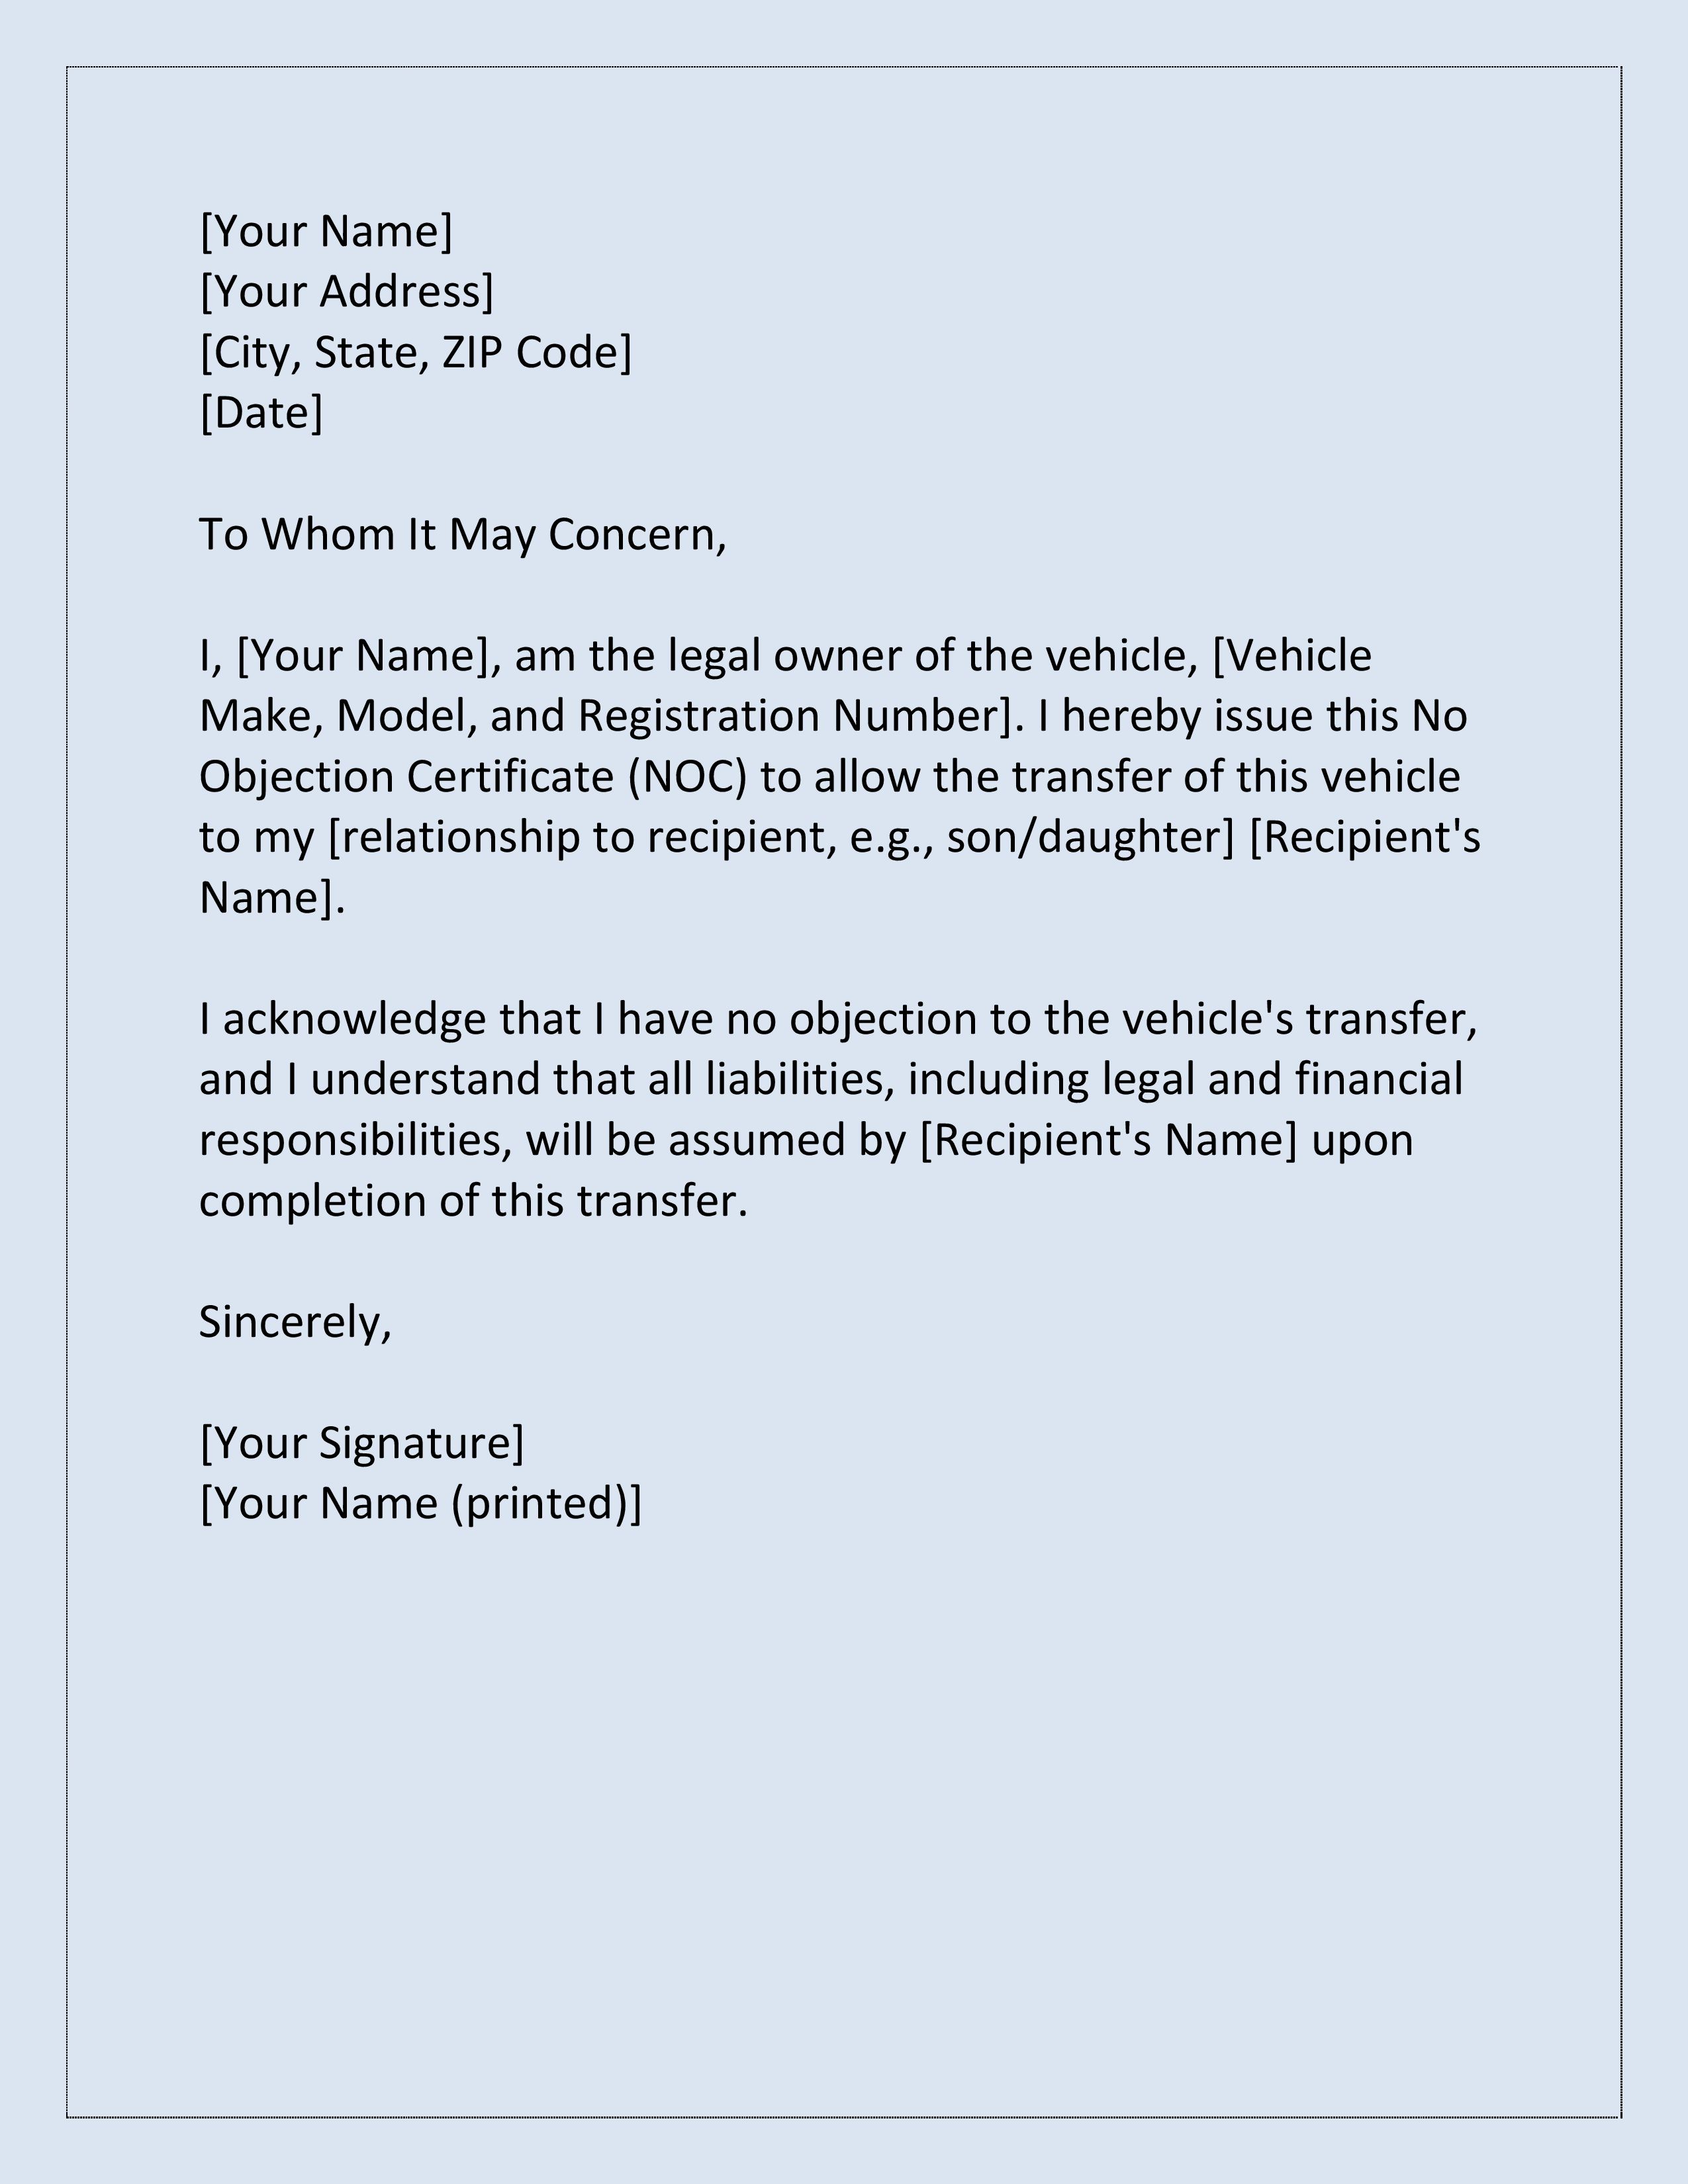 [Your Name]
[Your Address]
[City, State, ZIP Code]
[Date]
To Whom It May Concern,
I, [Your Name], am the legal owner of the vehicle, [Vehicle
Make, Model, and Registration Number]. I hereby issue this No
Objection Certificate (NOC) to allow the transfer of this vehicle
to my [relationship to recipient, e.g., son/daughter] [Recipient's
Name].
I acknowledge that I have no objection to the vehicle's transfer,
and I understand that all liabilities, including legal and financial
responsibilities, will be assumed by [Recipient's Name] upon
completion of this transfer.
Sincerely,
[Your Signature]
[Your Name (printed)]